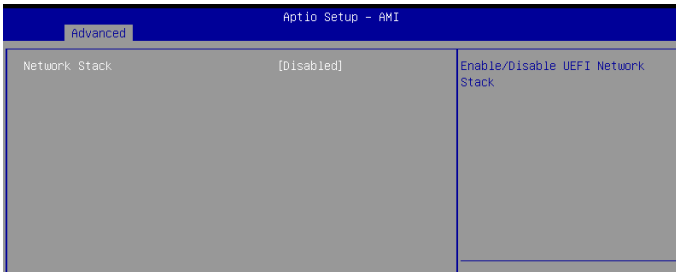 Aptio Setup – AMI
Advanced
Network Stack [Disabled]
Enable/Disable UEFI Network
Stack